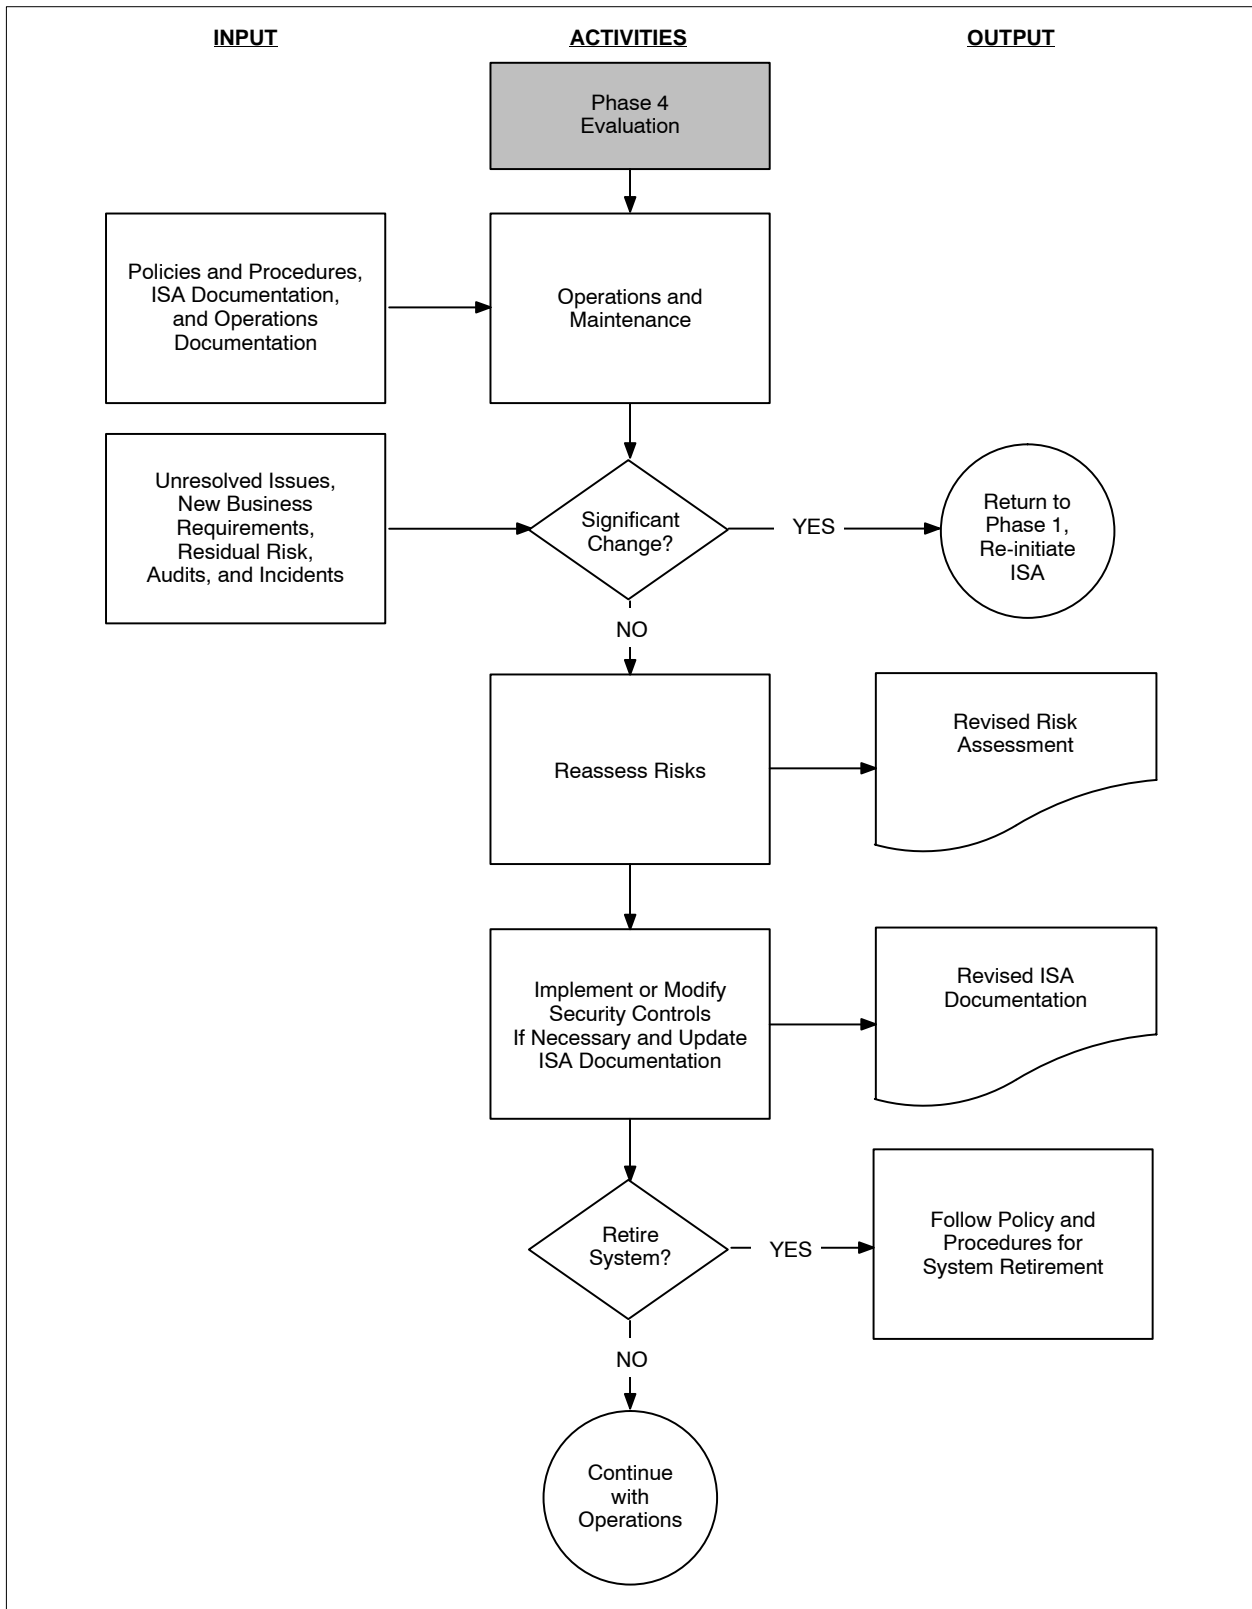 INPUT
ACTIVITIES
OUTPUT
Phase 4
Evaluation
Policies and Procedures,
ISA Documentation,
and Operations
Documentation
Operations and
Maintenance
Unresolved Issues,
New Business
Requirements,
Residual Risk,
Audits, and Incidents
Significant
Change?
YES
Return to
Phase 1,
Re-initiate
ISA
NO
Reassess Risks
Revised Risk
Assessment
Implement or Modify
Security Controls
If Necessary and Update
ISA Documentation
Revised ISA
Documentation
Retire
System?
YES
Follow Policy and
Procedures for
System Retirement
NO
Continue
with
Operations